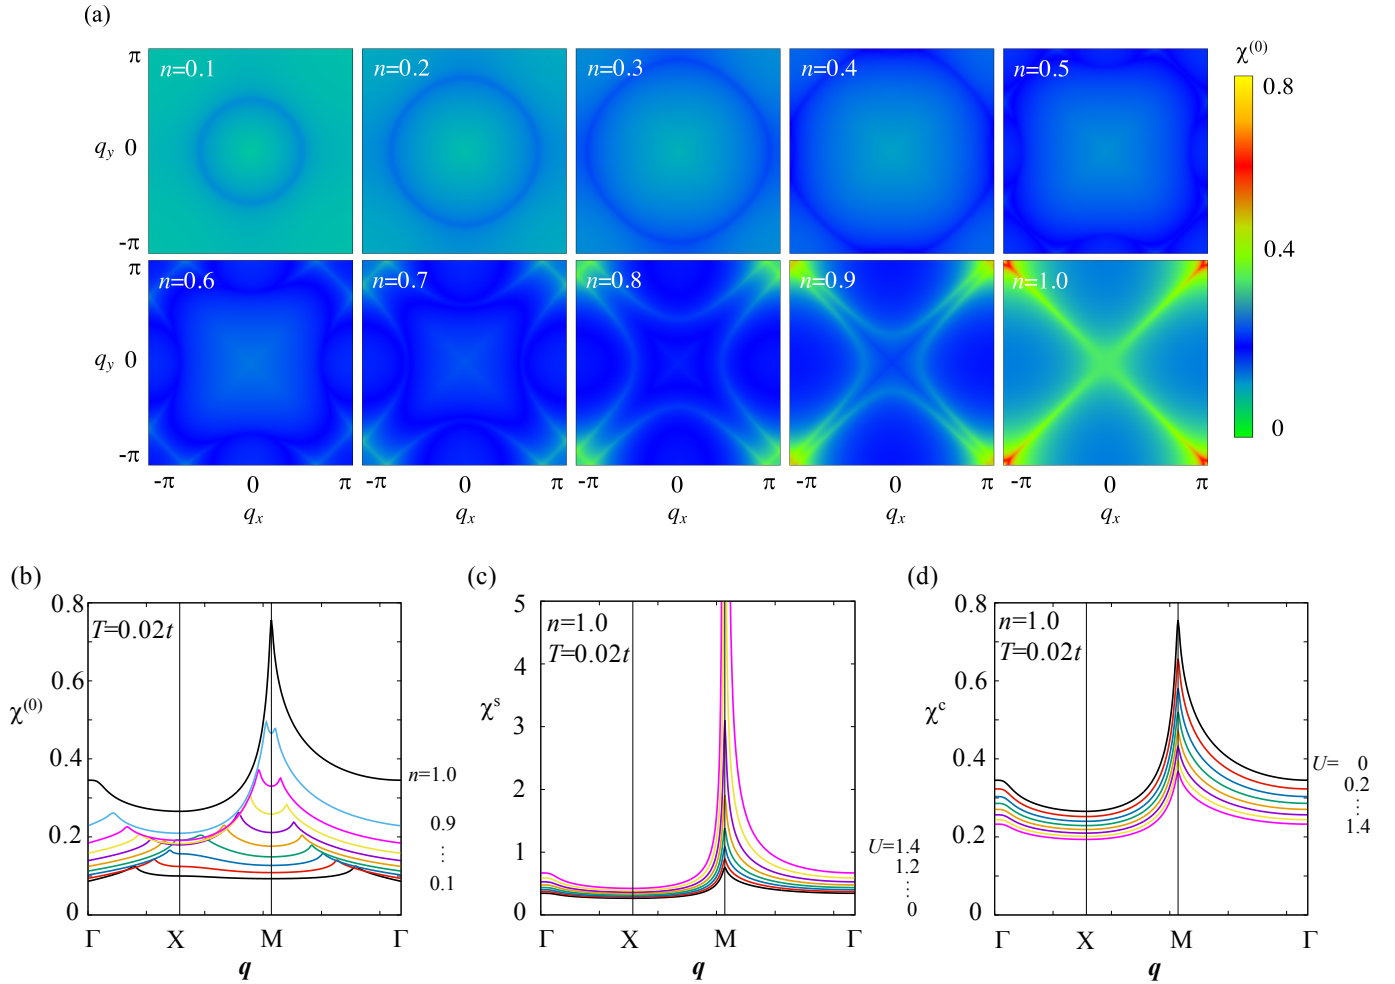 (a)
χ(0)
π
n=0.1
n=0.2
n=0.3
n=0.4
n=0.5
0.8
qy 0
-π
0.4
π
n=0.6
n=0.7
n=0.8
n=0.9
n=1.0
qy 0
0
-π
-π 0 π
-π 0 π
-π 0 π
-π 0 π
-π 0 π
qx
qx
qx
qx
qx
(b)
0.8
T=0.02t
0.6
χ(0)
0.4
n=1.0
0.9
⋮
0.1
0.2
0
Γ X M Γ
q
(c)
5
n=1.0
T=0.02t
4
3
χs
2
1
U=1.4
1.2
⋮
0
0
Γ X M Γ
q
(d)
0.8
n=1.0
T=0.02t
0.6
χc
0.4
U= 0
0.2
⋮
1.4
0.2
0
Γ X M Γ
q